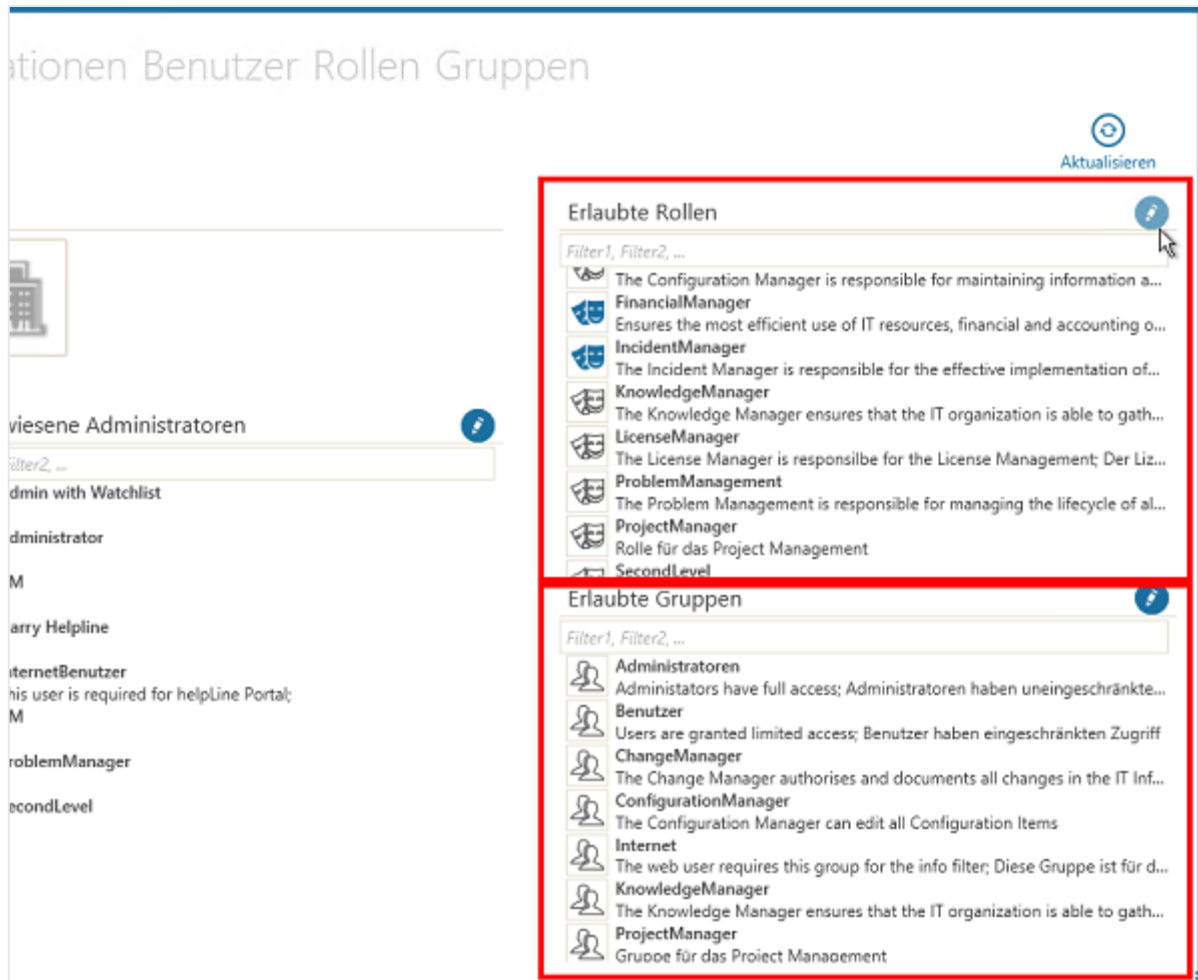 ationen Benutzer Rollen Gruppen
Aktualisieren
Erlaubte Rollen
Filter1, Filter2, ...
The Configuration Manager is responsible for maintaining information a...
FinancialManager
Ensures the most efficient use of IT resources, financial and accounting o...
IncidentManager
The Incident Manager is responsible for the effective implementation of...
KnowledgeManager
The Knowledge Manager ensures that the IT organization is able to gath...
LicenseManager
The License Manager is responsilbe for the License Management; Der Liz...
ProblemManagement
The Problem Management is responsible for managing the lifecycle of al...
ProjectManager
Rolle für das Project Management
SecondLevel
wiesene Administratoren
ilter2, ...
dmin with Watchlist
dministrator
M
arry Helpline
nternetBenutzer
his user is required for helpLine Portal;
M
roblemManager
econdLevel
Erlaubte Gruppen
Filter1, Filter2, ...
Administratoren
Administators have full access; Administratoren haben uneingeschränkte...
Benutzer
Users are granted limited access; Benutzer haben eingeschränkten Zugriff
ChangeManager
The Change Manager authorises and documents all changes in the IT Inf...
ConfigurationManager
The Configuration Manager can edit all Configuration Items
Internet
The web user requires this group for the info filter; Diese Gruppe ist für d...
KnowledgeManager
The Knowledge Manager ensures that the IT organization is able to gath...
ProjectManager
Gruppe für das Project Management